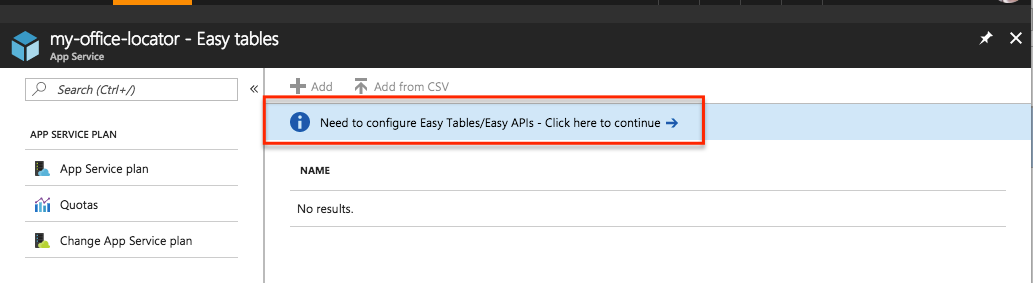 my-office-locator - Easy tables
App Service
Search (Ctrl+/)
Add
Add from CSV
Need to configure Easy Tables/Easy APIs - Click here to continue
APP SERVICE PLAN
NAME
App Service plan
Quotas
No results.
Change App Service plan